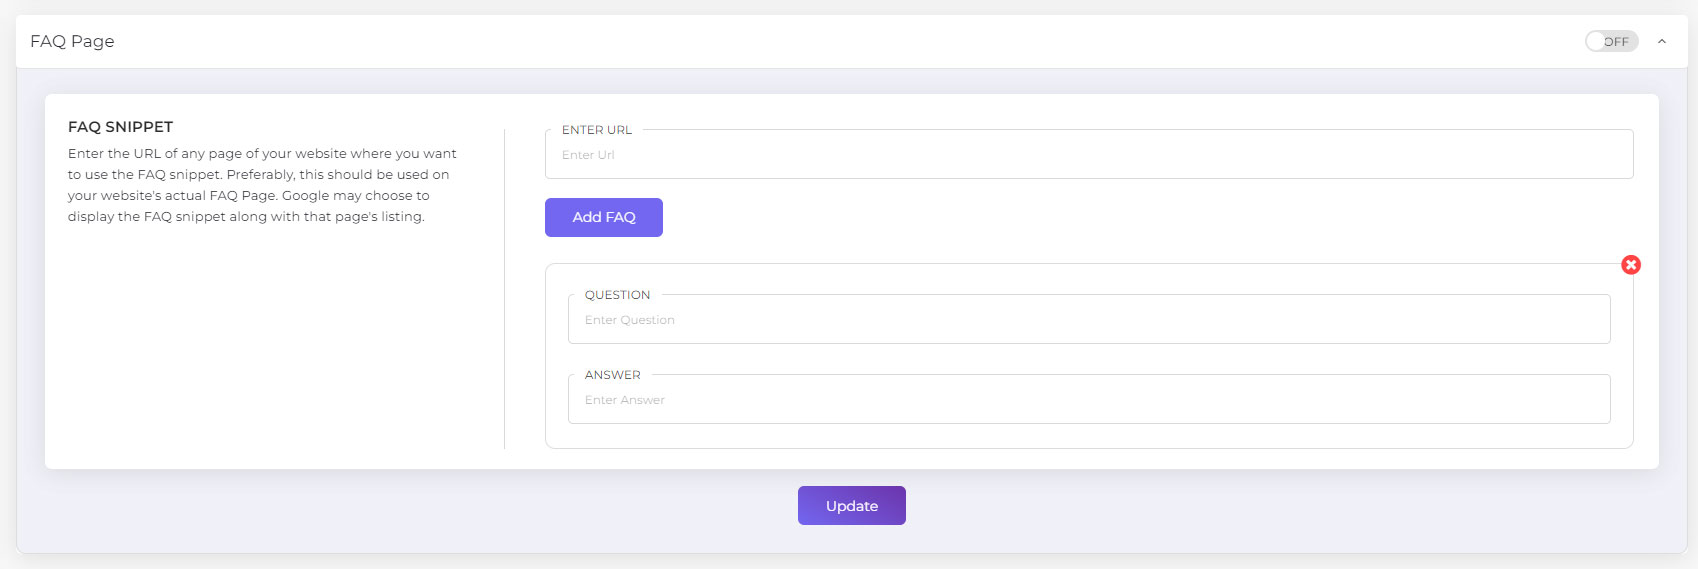 FAQ Page
OFF
FAQ SNIPPET
Enter the URL of any page of your website where you want
to use the FAQ snippet. Preferably, this should be used on
your website's actual FAQ Page. Google may choose to
display the FAQ snippet along with that page's listing.
ENTER URL
Enter Url
Add FAQ
QUESTION
Enter Question
ANSWER
Enter Answer
Update